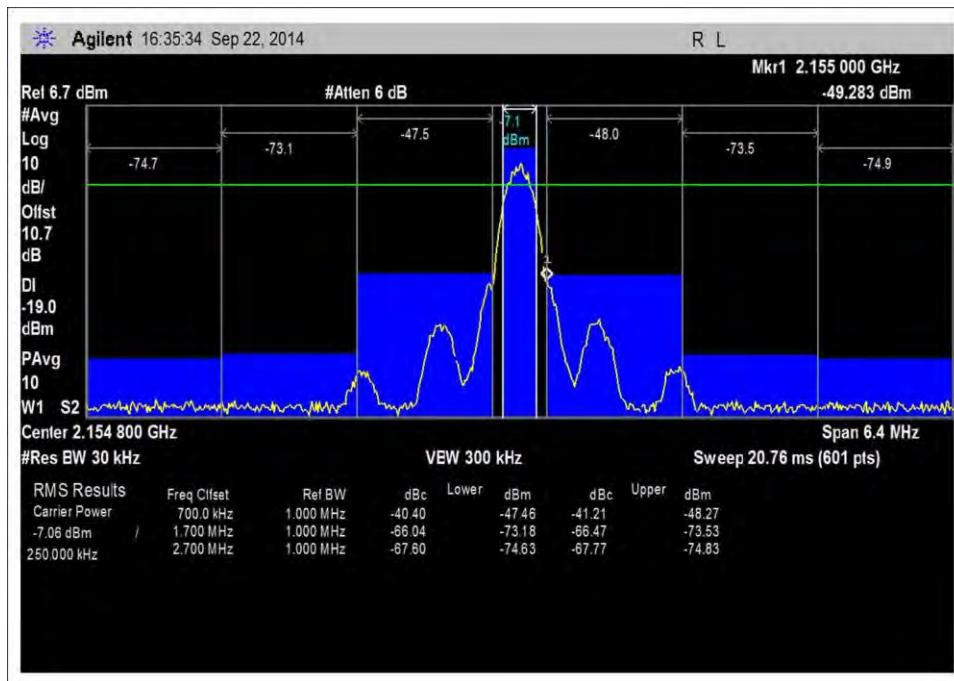 Agilent 16:35:34 Sep 22, 2014 R L
Mkr1 2.155 000 GHz
Ref 6.7 dBm #Atten 6 dB -49.283 dBm
#Avg
Log
10
dB/
Offst
10.7
dB
DI
-19.0
dBm
PAvg
10
W1 S2
-74.7 -73.1 -47.5 -7.1 dBm -48.0 -73.5 -74.9
1
Center 2.154 800 GHz Span 6.4 MHz
#Res BW 30 kHz VBW 300 kHz Sweep 20.76 ms (601 pts)
RMS Results Freq Offset Ref BW dBc Lower dBm dBc Upper dBm
Carrier Power 700.0 kHz 1.000 MHz -40.40 -47.46 -41.21 -48.27
-7.06 dBm / 1.700 MHz 1.000 MHz -66.04 -73.18 -66.47 -73.53
250.000 kHz 2.700 MHz 1.000 MHz -67.60 -74.63 -67.77 -74.83